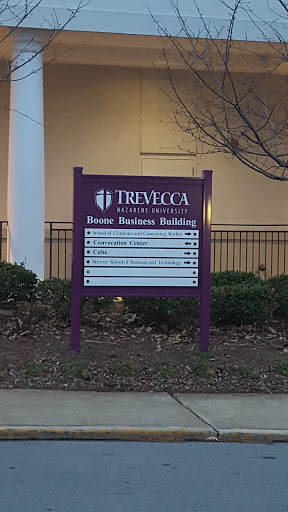 TREVECCA
NAZARENE UNIVERSITY
Boone Business Building
School of Graduate and Continuing Studies
Convocation Center
Cube
Skinner School of Business and Technology